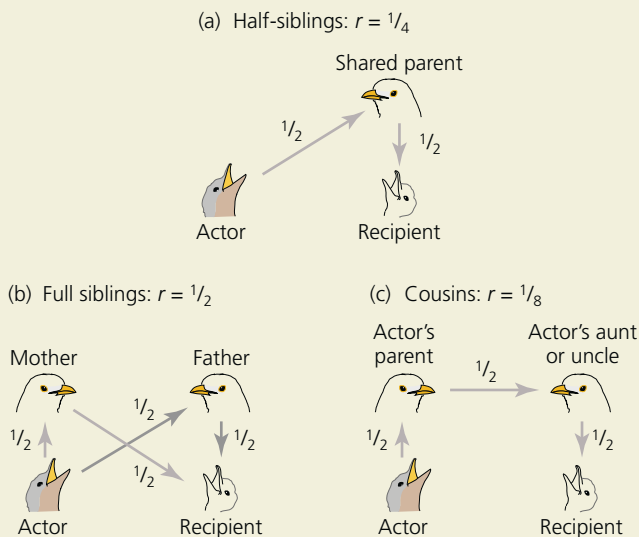 (a) Half-siblings: r = 1/4
Shared parent
1/2
1/2
Actor
Recipient
(b) Full siblings: r = 1/2
Mother
Father
1/2
1/2
1/2
1/2
Actor
Recipient
(c) Cousins: r = 1/8
Actor's
parent
Actor's aunt
or uncle
1/2
1/2
1/2
Actor
Recipient